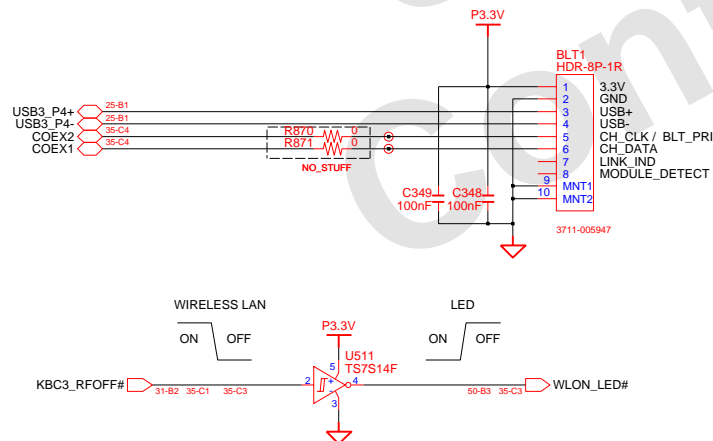 Conf
P3.3V
BLT1
HDR-8P-1R
1 3.3V
2 GND
USB3_P4+ 25-B1 3 USB+
USB3_P4- 25-B1 4 USB-
COEX2 35-C4 R870 0 5 CH_CLK / BLT_PRI
COEX1 35-C4 R871 0 6 CH_DATA
NO_STUFF
7 LINK_IND
8 MODULE_DETECT
9 MNT1
10 MNT2
C349 C348
100nF 100nF
3711-005947
WIRELESS LAN LED
ON OFF P3.3V ON OFF
U511
TS7S14F
5
KBC3_RFOFF# 31-B2 35-C1 35-C3 2 + - 4 50-B3 35-C3 WLON_LED#
3